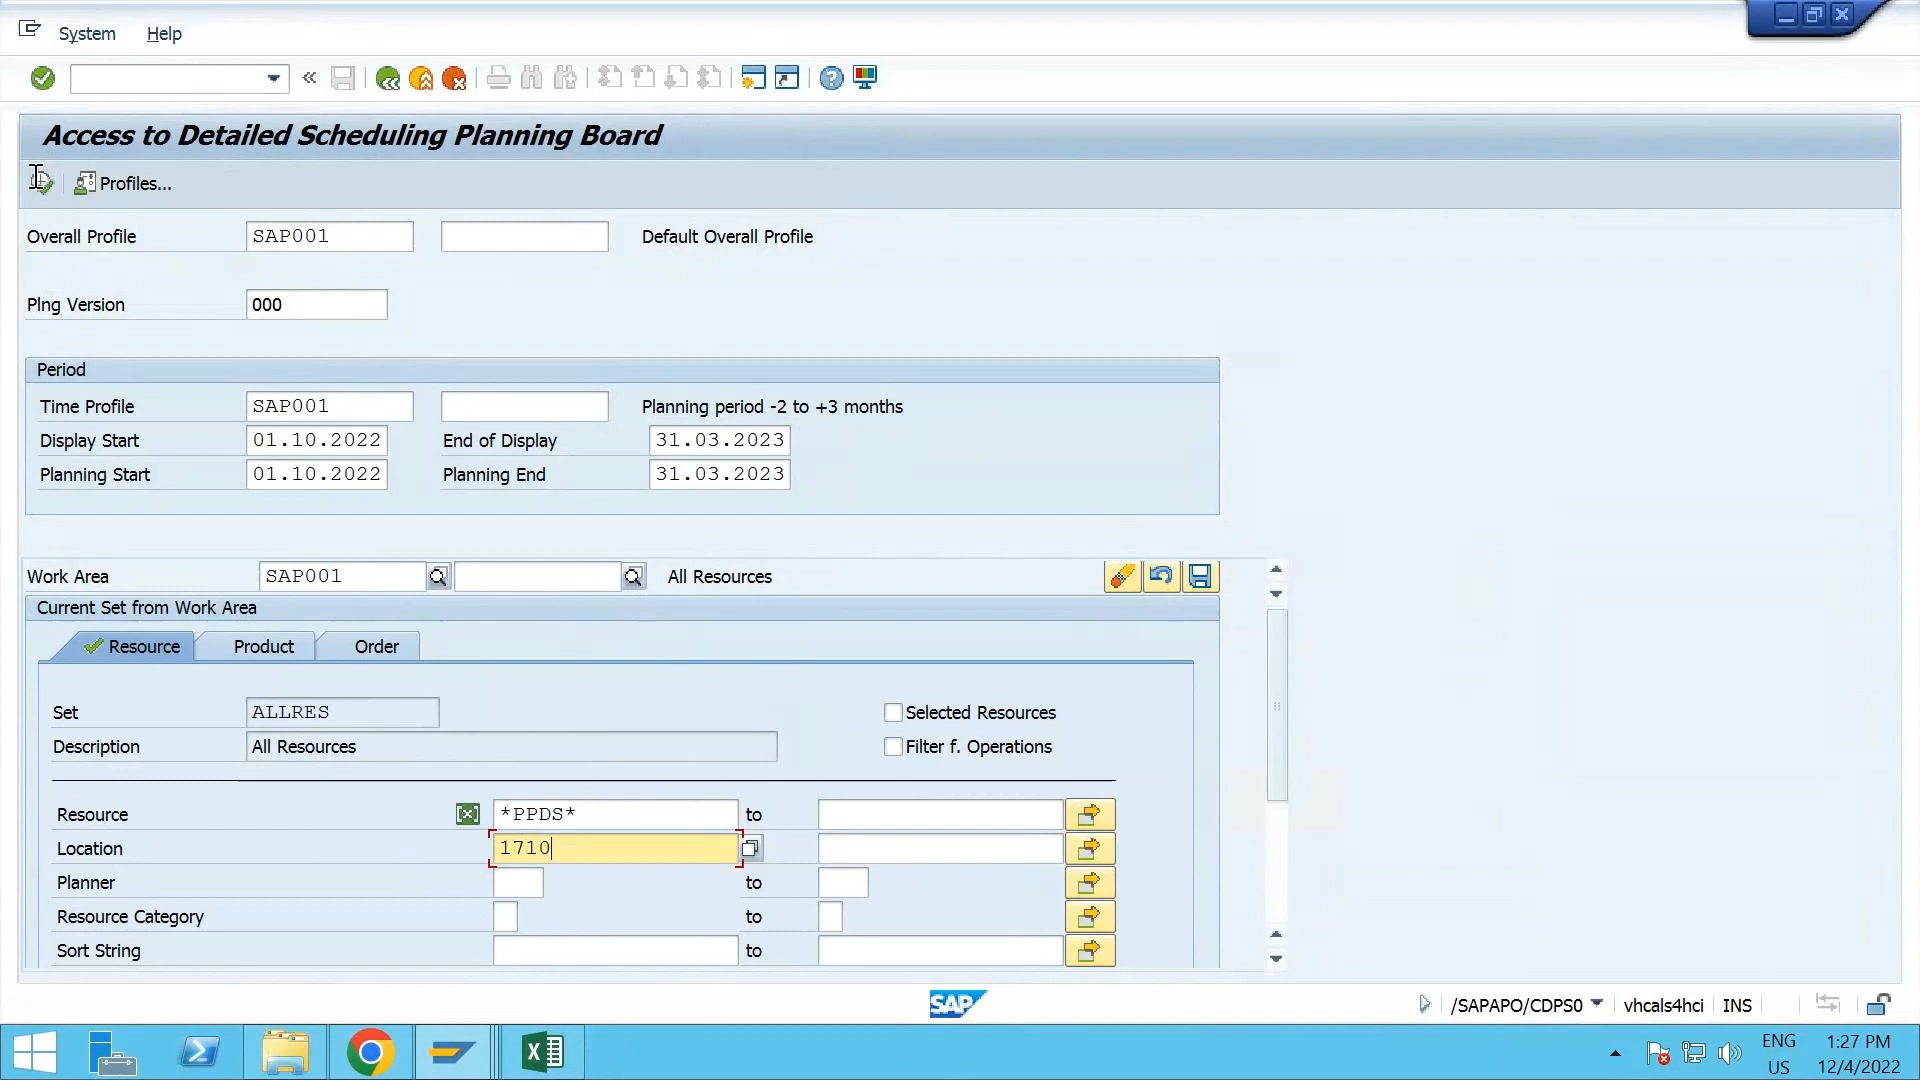 System Help
Access to Detailed Scheduling Planning Board
Profiles...
Overall Profile SAP001 Default Overall Profile
Plng Version 000
Period
Time Profile SAP001 Planning period -2 to +3 months
Display Start 01.10.2022 End of Display 31.03.2023
Planning Start 01.10.2022 Planning End 31.03.2023
Work Area SAP001 All Resources
Current Set from Work Area
Resource Product Order
Set ALLRES Selected Resources
Description All Resources Filter f. Operations
Resource *PPDS* to
Location 1710
Planner to
Resource Category to
Sort String to
SAP /SAPAPO/CDPS0 vhcals4hci INS
ENG 1:27 PM
US 12/4/2022